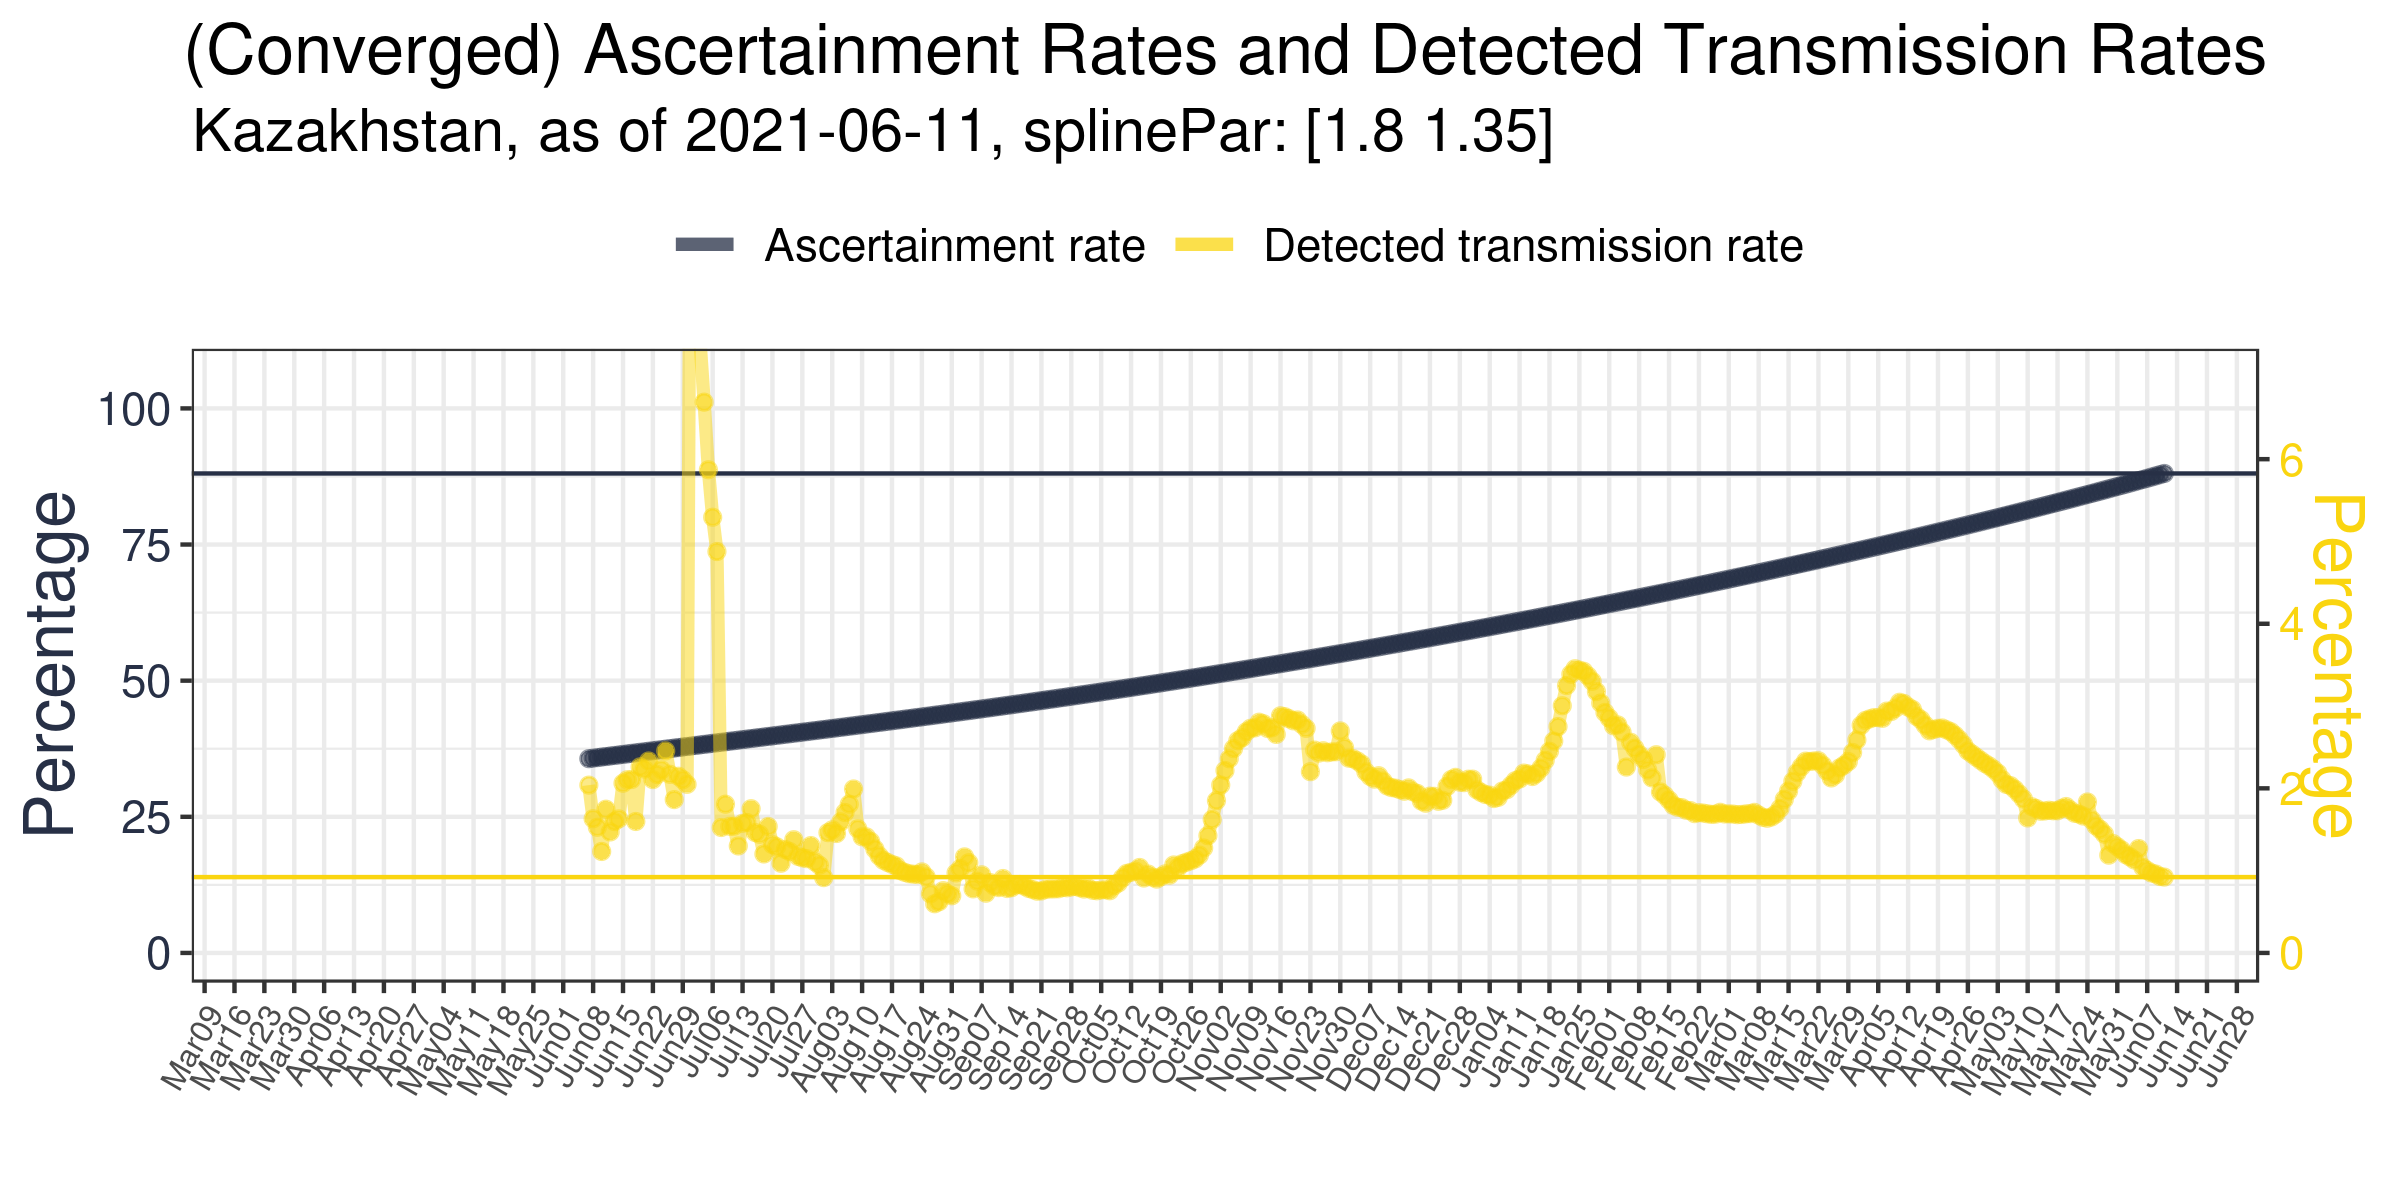 (Converged) Ascertainment Rates and Detected Transmission Rates
Kazakhstan, as of 2021-06-11, splinePar: [1.8 1.35]
Ascertainment rate Detected transmission rate
Percentage
100
75
50
25
0
6
4
2
0
Percentage
Mar09 Mar16 Mar23 Mar30 Apr06 Apr13 Apr20 Apr27 May04 May11 May18 May25 Jun01 Jun08 Jun15 Jun22 Jun29 Jul06 Jul13 Jul20 Jul27 Aug03 Aug10 Aug17 Aug24 Aug31 Sep07 Sep14 Sep21 Sep28 Oct05 Oct12 Oct19 Oct26 Nov02 Nov09 Nov16 Nov23 Nov30 Dec07 Dec14 Dec21 Dec28 Jan04 Jan11 Jan18 Jan25 Feb01 Feb08 Feb15 Feb22 Mar01 Mar08 Mar15 Mar22 Mar29 Apr05 Apr12 Apr19 Apr26 May03 May10 May17 May24 May31 Jun07 Jun14 Jun21 Jun28